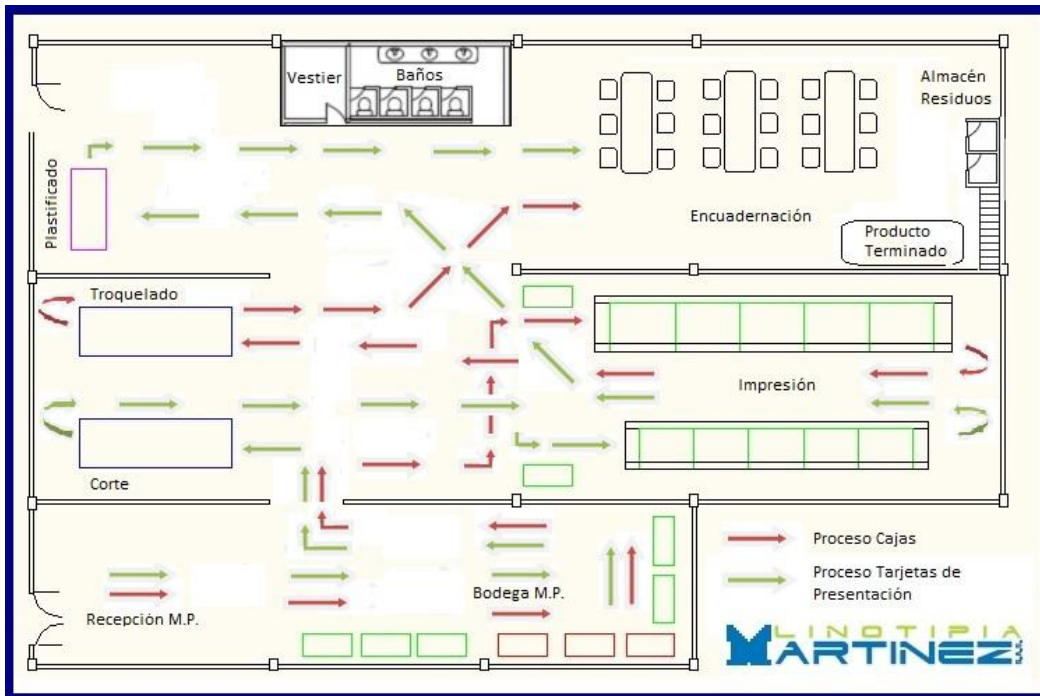 Vestier
Baños
Almacén
Residuos
Plastificado
Encuadernación
Producto
Terminado
Troquelado
Impresión
Corte
Proceso Cajas
Proceso Tarjetas de
Presentación
Bodega M.P.
Recepción M.P.
LINOTIPIA
MARTINEZ